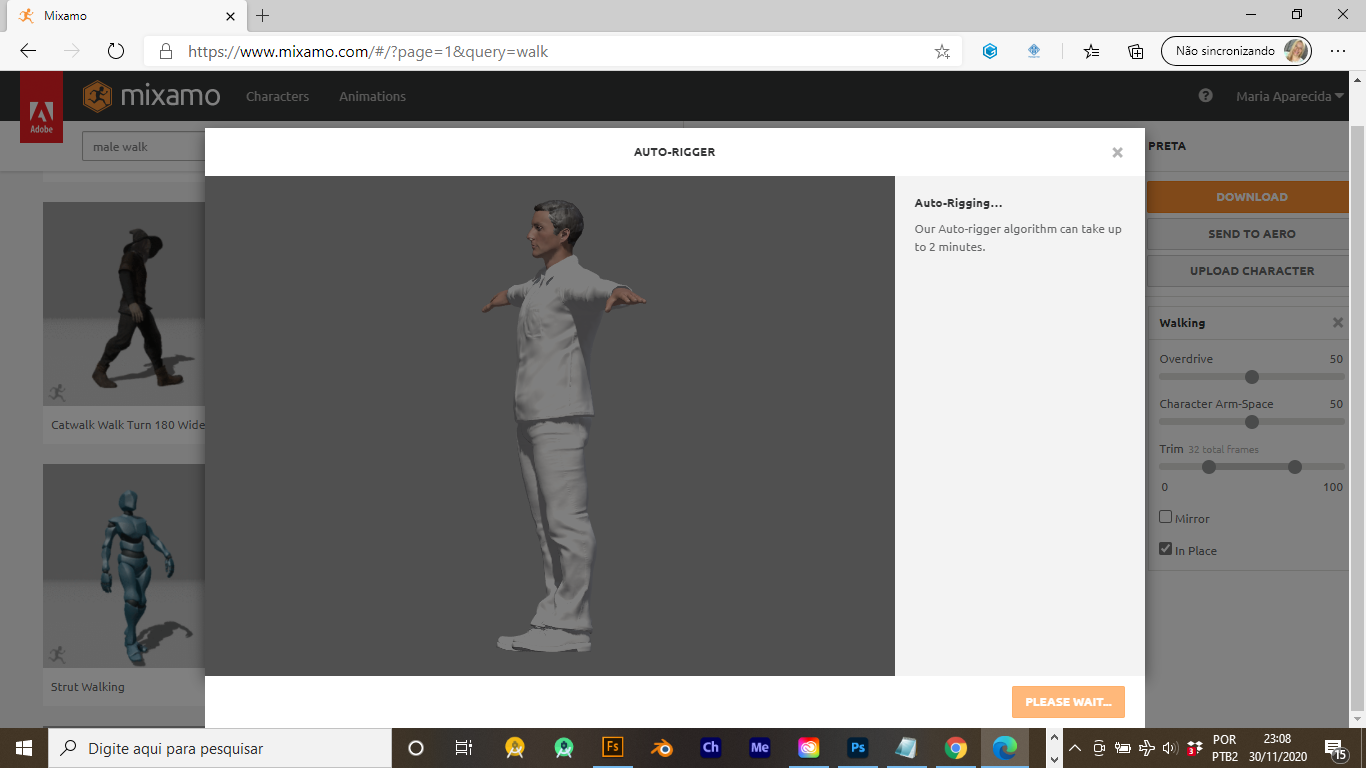 Mixamo
https://www.mixamo.com/#/?page=1&query=walk
Não sincronizando
Adobe
mixamo
Characters
Animations
Maria Aparecida
male walk
AUTO-RIGGER
PRETA
Auto-Rigging...
Our Auto-rigger algorithm can take up
to 2 minutes.
DOWNLOAD
SEND TO AERO
UPLOAD CHARACTER
Walking
Overdrive 50
Character Arm-Space 50
Trim 32 total frames
0 100
Mirror
In Place
Catwalk Walk Turn 180 Wide
Strut Walking
PLEASE WAIT...
Digite aqui para pesquisar
Fs
Ch
Me
Ps
3
POR
PTB2
23:08
30/11/2020
15